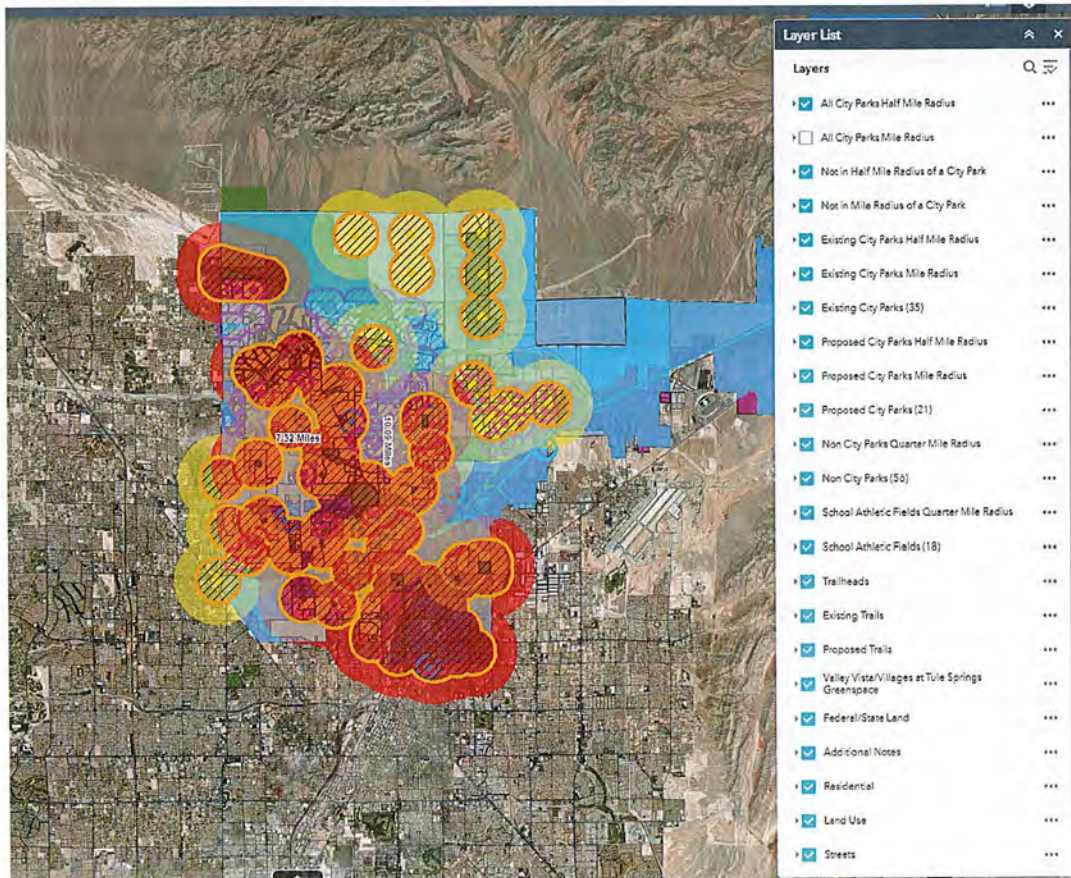 Layer List
Layers
All City Parks Half Mile Radius
All City Parks Mile Radius
Not in Half Mile Radius of a City Park
Not in Mile Radius of a City Park
Existing City Parks Half Mile Radius
Existing City Parks Mile Radius
Existing City Parks (35)
Proposed City Parks Half Mile Radius
Proposed City Parks Mile Radius
Proposed City Parks (21)
Non City Parks Quarter Mile Radius
Non City Parks (56)
School Athletic Fields Quarter Mile Radius
School Athletic Fields (18)
Trailheads
Existing Trails
Proposed Trails
Valley Vista/Villages at Tule Springs
Greenspace
Federal/State Land
Additional Notes
Residential
Land Use
Streets
7.32 Miles
10.09 Miles